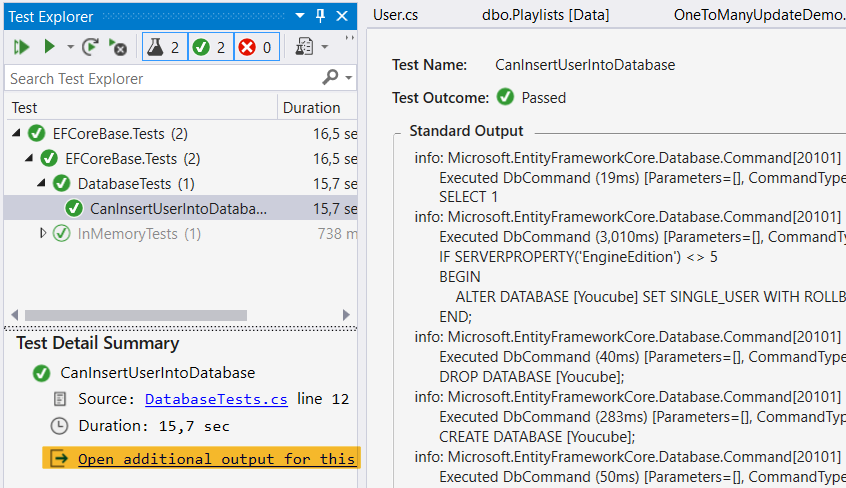 Test Explorer
2
2
0
Search Test Explorer
Test
Duration
EFCoreBase.Tests (2)
16,5 se
EFCoreBase.Tests (2)
16,5 se
DatabaseTests (1)
15,7 se
CanInsertUserIntoDataba...
15,7 se
InMemoryTests (1)
738 m
Test Detail Summary
CanInsertUserIntoDatabase
Source: DatabaseTests.cs line 12
Duration: 15,7 sec
Open additional output for this
User.cs
dbo.Playlists [Data]
OneToManyUpdateDemo.
Test Name: CanInsertUserIntoDatabase
Test Outcome: Passed
Standard Output
info: Microsoft.EntityFrameworkCore.Database.Command[20101]
Executed DbCommand (19ms) [Parameters=[], CommandType
SELECT 1
info: Microsoft.EntityFrameworkCore.Database.Command[20101]
Executed DbCommand (3,010ms) [Parameters=[], CommandTy
IF SERVERPROPERTY('EngineEdition') <> 5
BEGIN
ALTER DATABASE [Youcube] SET SINGLE_USER WITH ROLLB
END;
info: Microsoft.EntityFrameworkCore.Database.Command[20101]
Executed DbCommand (40ms) [Parameters=[], CommandType
DROP DATABASE [Youcube];
info: Microsoft.EntityFrameworkCore.Database.Command[20101]
Executed DbCommand (283ms) [Parameters=[], CommandTyp
CREATE DATABASE [Youcube];
info: Microsoft.EntityFrameworkCore.Database.Command[20101]
Executed DbCommand (50ms) [Parameters=[], CommandType